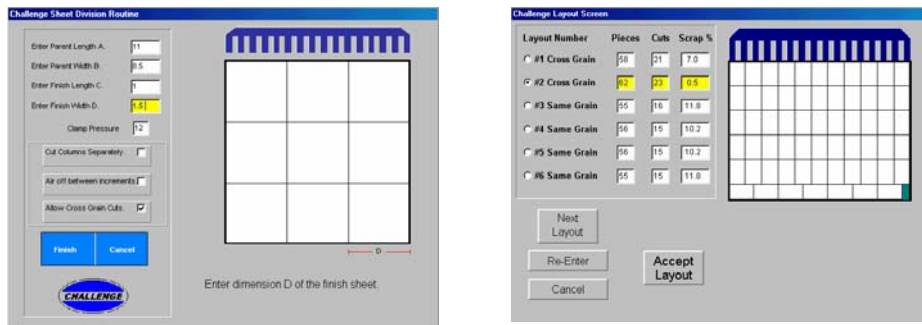 Challenge Sheet Division Routine
Enter Parent Length A. 11
Enter Parent Width B. 8.5
Enter Finish Length C. 1
Enter Finish Width D. 1.5
Clamp Pressure 12
Cut Columns Separately
Air off between increments
Allow Cross Grain Cuts.
Finish Cancel
CHALLENGE
D
Enter dimension D of the finish sheet.
Challenge Layout Screen
Layout Number Pieces Cuts Scrap %
#1 Cross Grain 58 21 7.0
#2 Cross Grain 62 23 0.5
#3 Same Grain 55 16 11.8
#4 Same Grain 56 15 10.2
#5 Same Grain 56 15 10.2
#6 Same Grain 55 15 11.8
Next
Layout
Re-Enter
Cancel
Accept
Layout